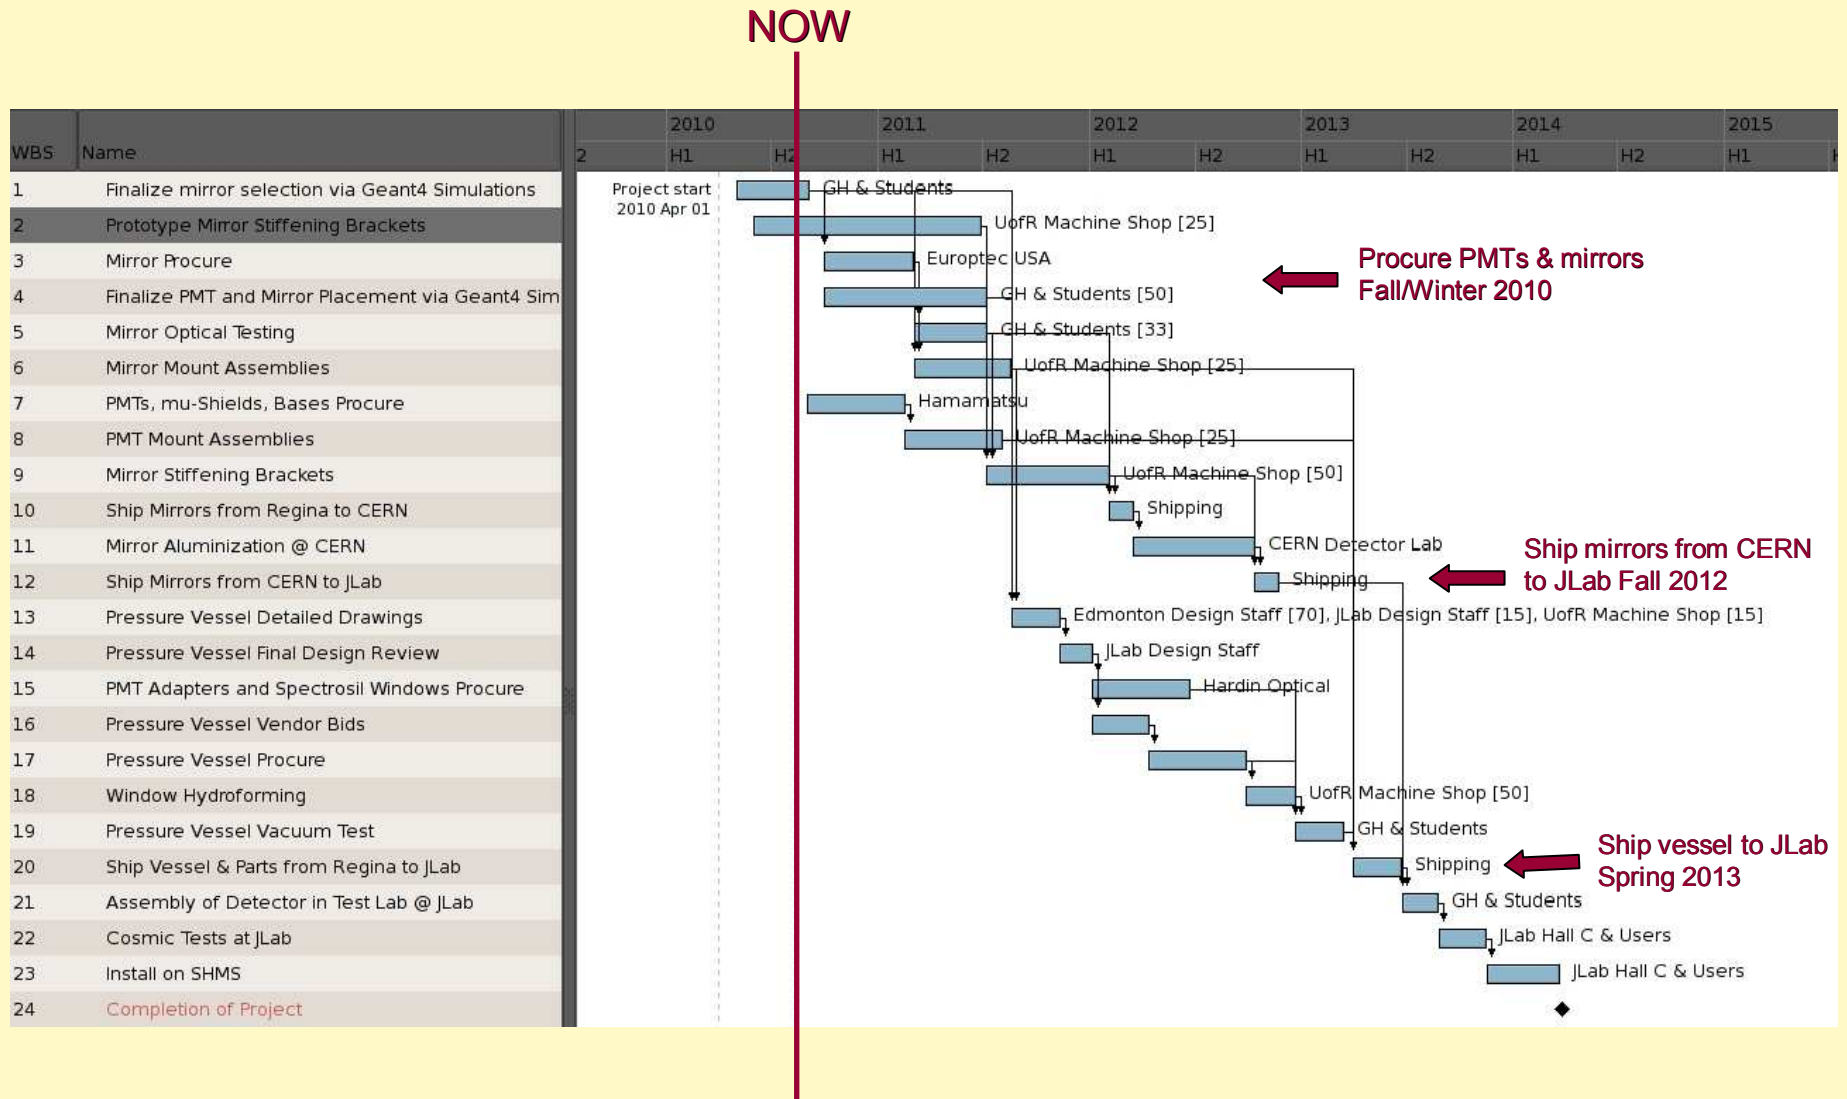 NOW
2010 2011 2012 2013 2014 2015
WBS Name 2 H1 H2 H1 H2 H1 H2 H1 H2 H1 H2 H1
1 Finalize mirror selection via Geant4 Simulations Project start GH & Students
2010 Apr 01
2 Prototype Mirror Stiffening Brackets UofR Machine Shop [25]
3 Mirror Procure Europtec USA Procure PMTs & mirrors
4 Finalize PMT and Mirror Placement via Geant4 Sim GH & Students [50] Fall/Winter 2010
5 Mirror Optical Testing GH & Students [33]
6 Mirror Mount Assemblies UofR Machine Shop [25]
7 PMTs, mu-Shields, Bases Procure Hamamatsu
8 PMT Mount Assemblies UofR Machine Shop [25]
9 Mirror Stiffening Brackets UofR Machine Shop [50]
10 Ship Mirrors from Regina to CERN Shipping
11 Mirror Aluminization @ CERN CERN Detector Lab Ship mirrors from CERN
12 Ship Mirrors from CERN to JLab Shipping to JLab Fall 2012
13 Pressure Vessel Detailed Drawings Edmonton Design Staff [70], JLab Design Staff [15], UofR Machine Shop [15]
14 Pressure Vessel Final Design Review JLab Design Staff
15 PMT Adapters and Spectrosil Windows Procure Hardin Optical
16 Pressure Vessel Vendor Bids
17 Pressure Vessel Procure
18 Window Hydroforming UofR Machine Shop [50]
19 Pressure Vessel Vacuum Test GH & Students Ship vessel to JLab
20 Ship Vessel & Parts from Regina to JLab Shipping Spring 2013
21 Assembly of Detector in Test Lab @ JLab GH & Students
22 Cosmic Tests at JLab JLab Hall C & Users
23 Install on SHMS JLab Hall C & Users
24 Completion of Project